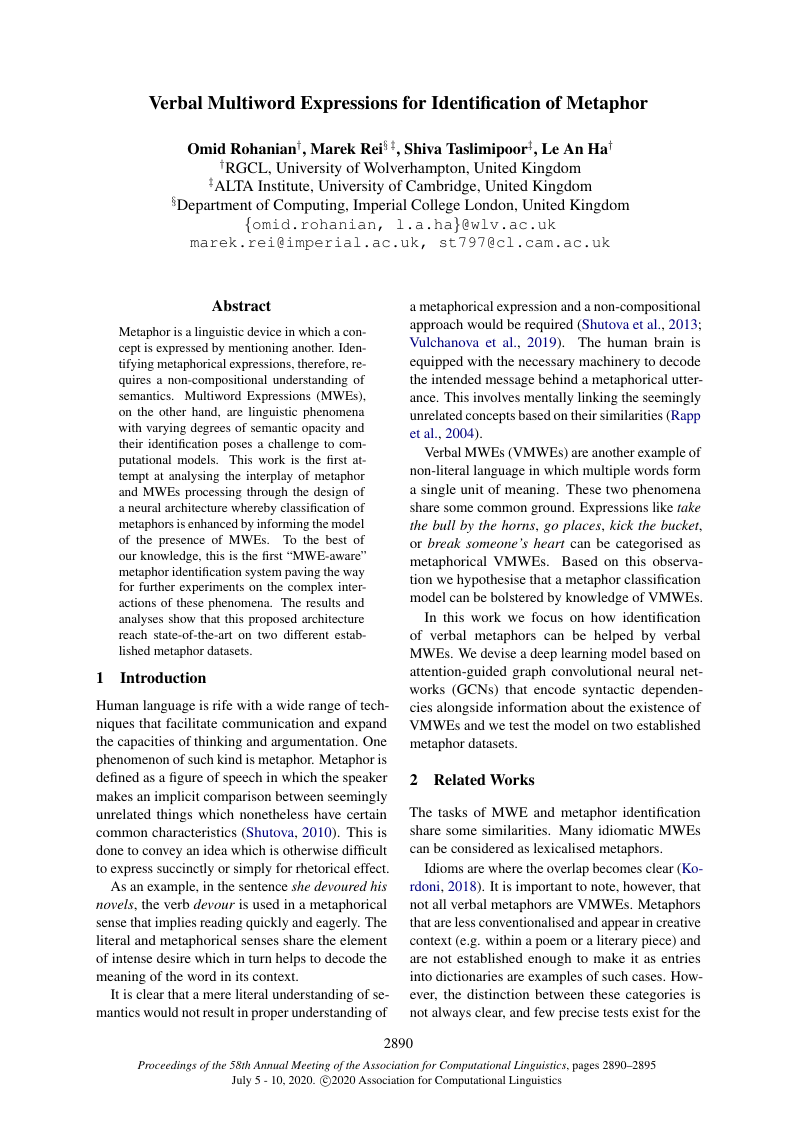 Verbal Multiword Expressions for Identification of Metaphor
Omid Rohanian†, Marek Rei§‡, Shiva Taslimipoor‡, Le An Ha†
†RGCL, University of Wolverhampton, United Kingdom
‡ALTA Institute, University of Cambridge, United Kingdom
§Department of Computing, Imperial College London, United Kingdom
{omid.rohanian, l.a.ha}@wlv.ac.uk
marek.rei@imperial.ac.uk, st797@cl.cam.ac.uk
Abstract
Metaphor is a linguistic device in which a con-
cept is expressed by mentioning another. Iden-
tifying metaphorical expressions, therefore, re-
quires a non-compositional understanding of
semantics. Multiword Expressions (MWEs),
on the other hand, are linguistic phenomena
with varying degrees of semantic opacity and
their identification poses a challenge to com-
putational models. This work is the first at-
tempt at analysing the interplay of metaphor
and MWEs processing through the design of
a neural architecture whereby classification of
metaphors is enhanced by informing the model
of the presence of MWEs. To the best of
our knowledge, this is the first “MWE-aware”
metaphor identification system paving the way
for further experiments on the complex inter-
actions of these phenomena. The results and
analyses show that this proposed architecture
reach state-of-the-art on two different estab-
lished metaphor datasets.
1 Introduction
Human language is rife with a wide range of tech-
niques that facilitate communication and expand
the capacities of thinking and argumentation. One
phenomenon of such kind is metaphor. Metaphor is
defined as a figure of speech in which the speaker
makes an implicit comparison between seemingly
unrelated things which nonetheless have certain
common characteristics (Shutova, 2010). This is
done to convey an idea which is otherwise difficult
to express succinctly or simply for rhetorical effect.
As an example, in the sentence she devoured his
novels, the verb devour is used in a metaphorical
sense that implies reading quickly and eagerly. The
literal and metaphorical senses share the element
of intense desire which in turn helps to decode the
meaning of the word in its context.
It is clear that a mere literal understanding of se-
mantics would not result in proper understanding of
a metaphorical expression and a non-compositional
approach would be required (Shutova et al., 2013;
Vulchanova et al., 2019). The human brain is
equipped with the necessary machinery to decode
the intended message behind a metaphorical utter-
ance. This involves mentally linking the seemingly
unrelated concepts based on their similarities (Rapp
et al., 2004).
Verbal MWEs (VMWEs) are another example of
non-literal language in which multiple words form
a single unit of meaning. These two phenomena
share some common ground. Expressions like take
the bull by the horns, go places, kick the bucket,
or break someone's heart can be categorised as
metaphorical VMWEs. Based on this observa-
tion we hypothesise that a metaphor classification
model can be bolstered by knowledge of VMWEs.
In this work we focus on how identification
of verbal metaphors can be helped by verbal
MWEs. We devise a deep learning model based on
attention-guided graph convolutional neural net-
works (GCNs) that encode syntactic dependen-
cies alongside information about the existence of
VMWEs and we test the model on two established
metaphor datasets.
2 Related Works
The tasks of MWE and metaphor identification
share some similarities. Many idiomatic MWEs
can be considered as lexicalised metaphors.
Idioms are where the overlap becomes clear (Ko-
rdoni, 2018). It is important to note, however, that
not all verbal metaphors are VMWEs. Metaphors
that are less conventionalised and appear in creative
context (e.g. within a poem or a literary piece) and
are not established enough to make it as entries
into dictionaries are examples of such cases. How-
ever, the distinction between these categories is
not always clear, and few precise tests exist for the
2890
Proceedings of the 58th Annual Meeting of the Association for Computational Linguistics, pages 2890–2895
July 5 - 10, 2020. ©2020 Association for Computational Linguistics